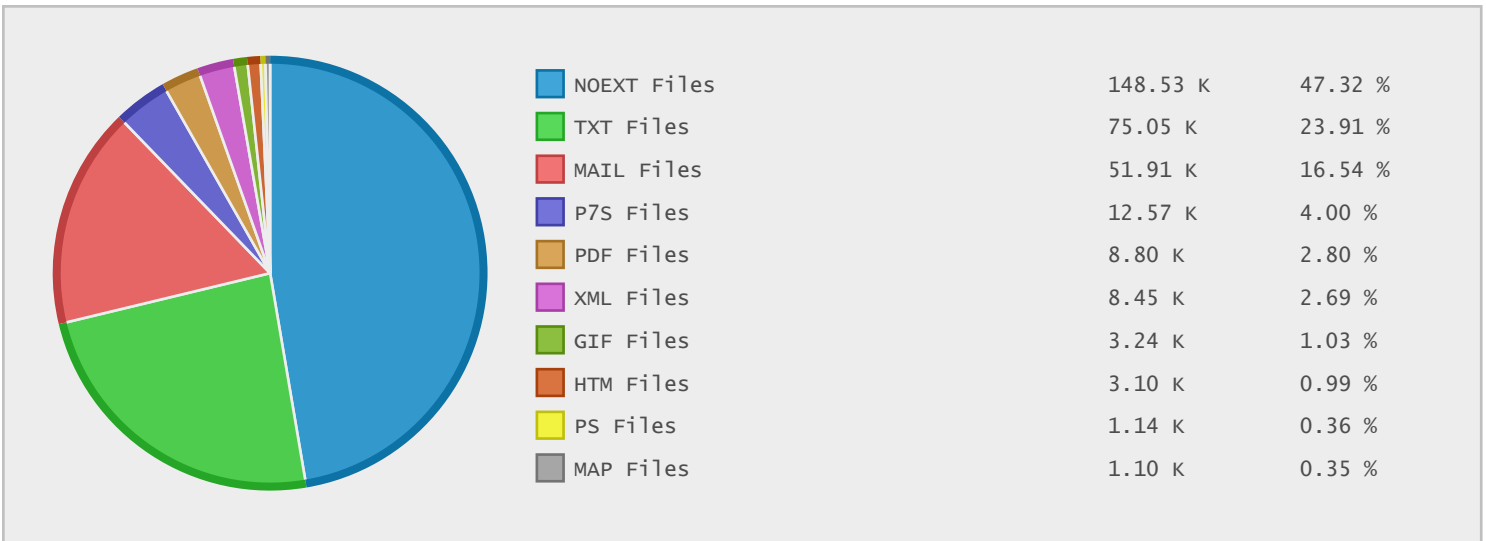 NOEXT Files 148.53 K 47.32 %
TXT Files 75.05 K 23.91 %
MAIL Files 51.91 K 16.54 %
P7S Files 12.57 K 4.00 %
PDF Files 8.80 K 2.80 %
XML Files 8.45 K 2.69 %
GIF Files 3.24 K 1.03 %
HTM Files 3.10 K 0.99 %
PS Files 1.14 K 0.36 %
MAP Files 1.10 K 0.35 %